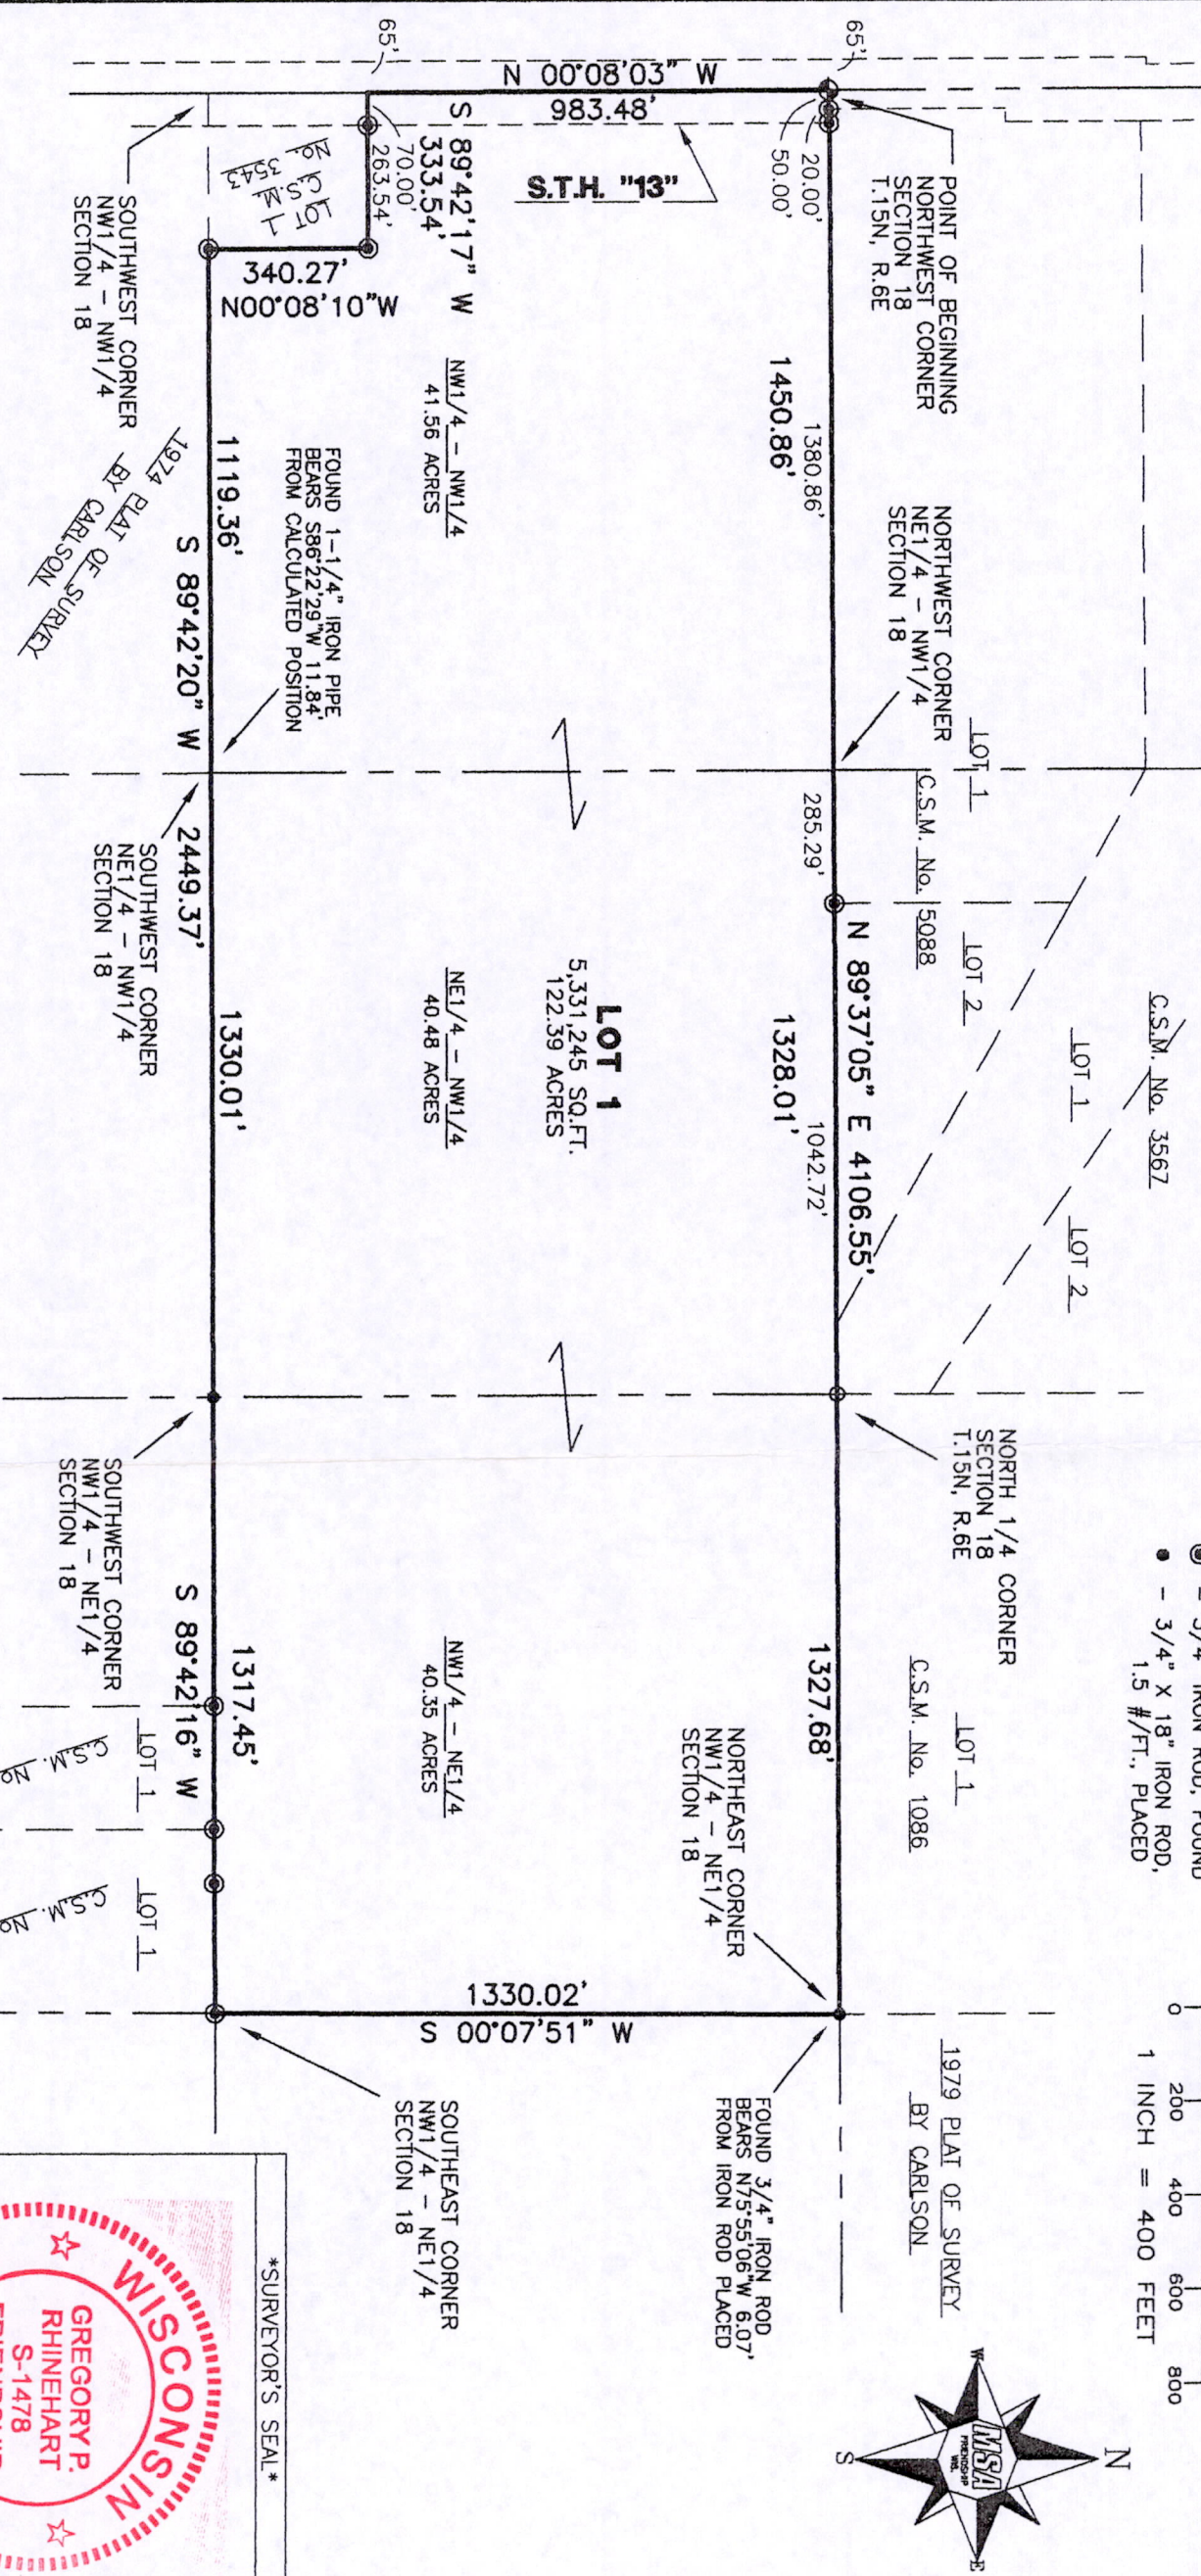 3/4" IRON ROD, FOUND
- 3/4" X 18" IRON ROD,
1.5 #/FT., PLACED
0 200 400 600 800
1 INCH = 400 FEET
N
W
E
S
MSA
FRIENDSHIP
WIS.
C.S.M. No. 3567
LOT 1
LOT 2
LOT 1
LOT 2
C.S.M. No. 5088
LOT 1
C.S.M. No. 1086
1979 PLAT OF SURVEY
BY CARLSON
POINT OF BEGINNING
NORTHWEST CORNER
SECTION 18
T.15N, R.6E
NORTHWEST CORNER
NE1/4 - NW1/4
SECTION 18
NORTH 1/4 CORNER
SECTION 18
T.15N, R.6E
65'
N 89°37'05" E 4106.55'
20.00'
50.00'
1380.86'
1450.86'
285.29'
1042.72'
1328.01'
1327.68'
NORTHEAST CORNER
NW1/4 - NE1/4
SECTION 18
FOUND 3/4" IRON ROD
BEARS N75°55'06"W 6.07'
FROM IRON ROD PLACED
N 00°08'03" W
983.48'
S.T.H. "13"
LOT 1
5,331,245 SQ.FT.
122.39 ACRES
NW1/4 - NW1/4
41.56 ACRES
NE1/4 - NW1/4
40.48 ACRES
NW1/4 - NE1/4
40.35 ACRES
1330.02'
S 00°07'51" W
65'
S 89°42'17" W
333.54'
70.00'
263.54'
LOT 1
C.S.M.
No. 3543
340.27'
N00°08'10"W
FOUND 1-1/4" IRON PIPE
BEARS S86°22'29"W 11.84'
FROM CALCULATED POSITION
SOUTHEAST CORNER
NW1/4 - NE1/4
SECTION 18
1119.36'
1330.01'
1317.45'
S 89°42'20" W 2449.37'
S 89°42'16" W
SOUTHWEST CORNER
NW1/4 - NW1/4
SECTION 18
1974 PLAT OF SURVEY
BY CARLSON
SOUTHWEST CORNER
NE1/4 - NW1/4
SECTION 18
SOUTHWEST CORNER
NW1/4 - NE1/4
SECTION 18
LOT 1
C.S.M. No
LOT 1
C.S.M. No
*SURVEYOR'S SEAL*
WISCONSIN
GREGORY P.
RHINEHART
S-1478